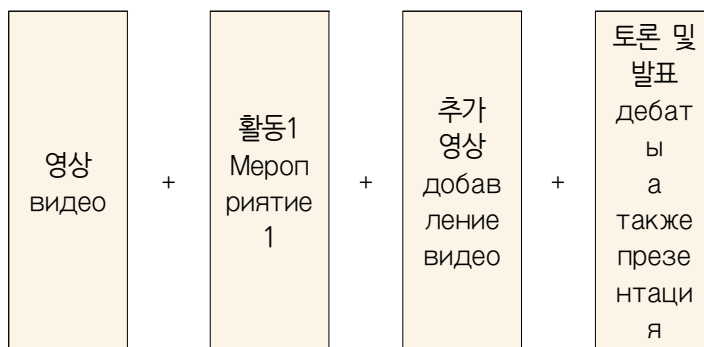 영상
видео
+
활동1
Мероп
риятие
1
+
추가
영상
добав
ление
видео
+
토론 및
발표
дебат
ы
а
также
презе
нтаци
я